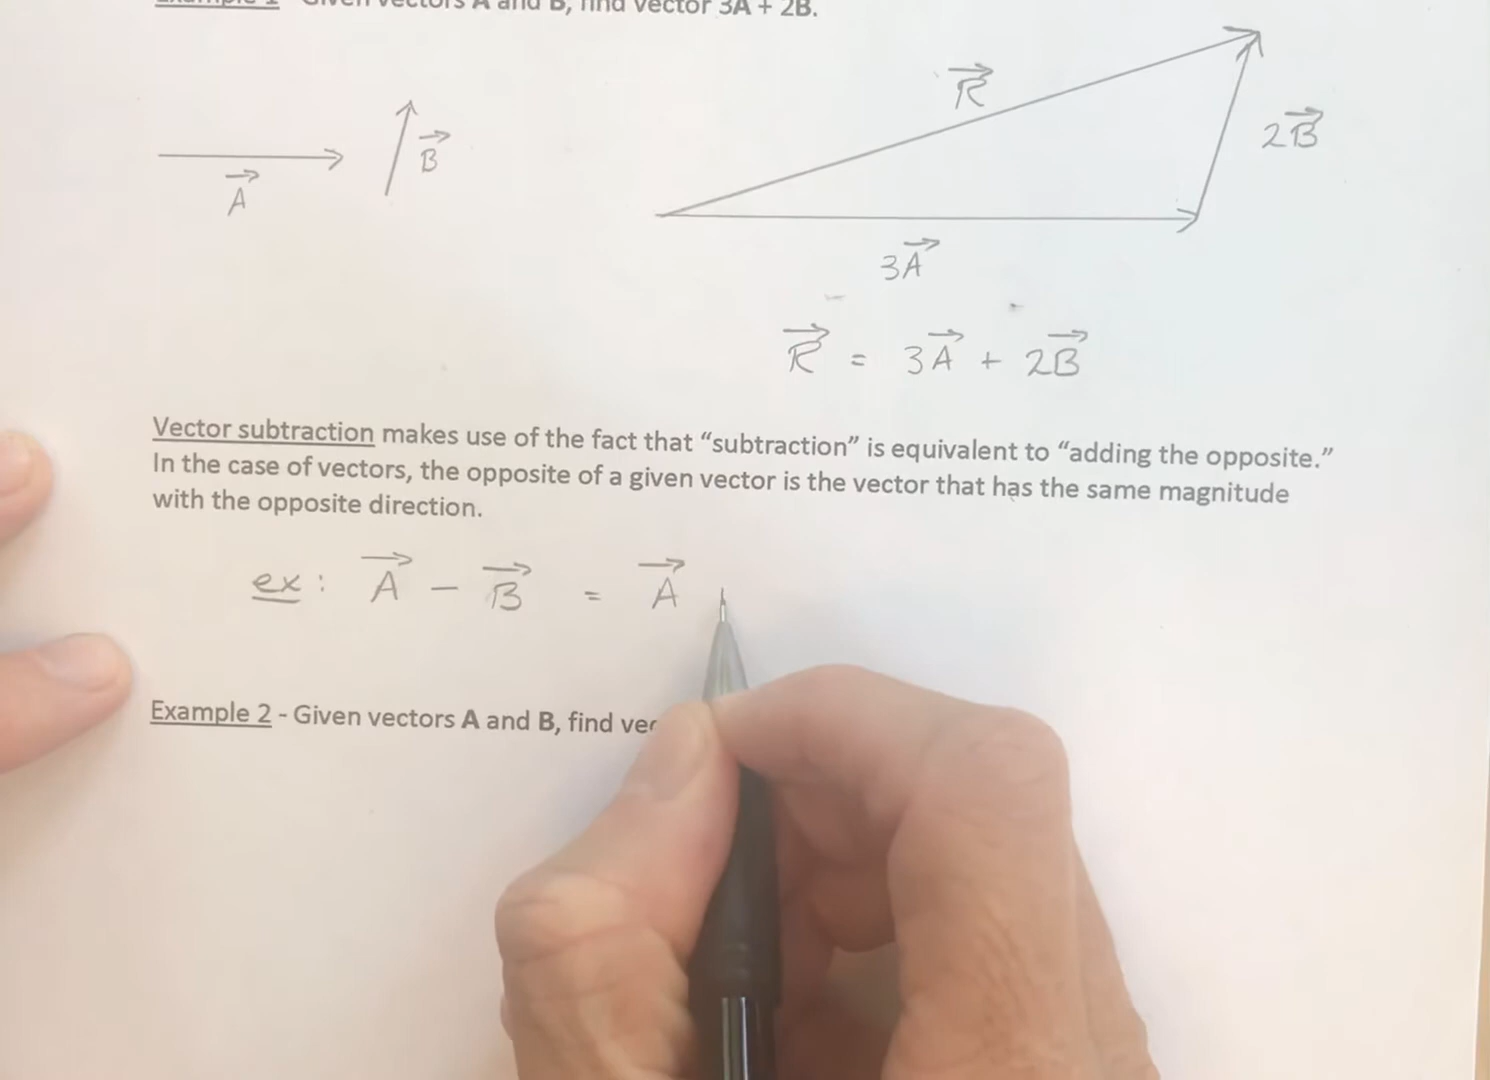 Example 1 - Given vectors A and B, find vector 3A + 2B.
R
2B
B
A
3A
R = 3A + 2B
Vector subtraction makes use of the fact that “subtraction” is equivalent to “adding the opposite.”
In the case of vectors, the opposite of a given vector is the vector that has the same magnitude
with the opposite direction.
ex: A - B = A
Example 2 - Given vectors A and B, find